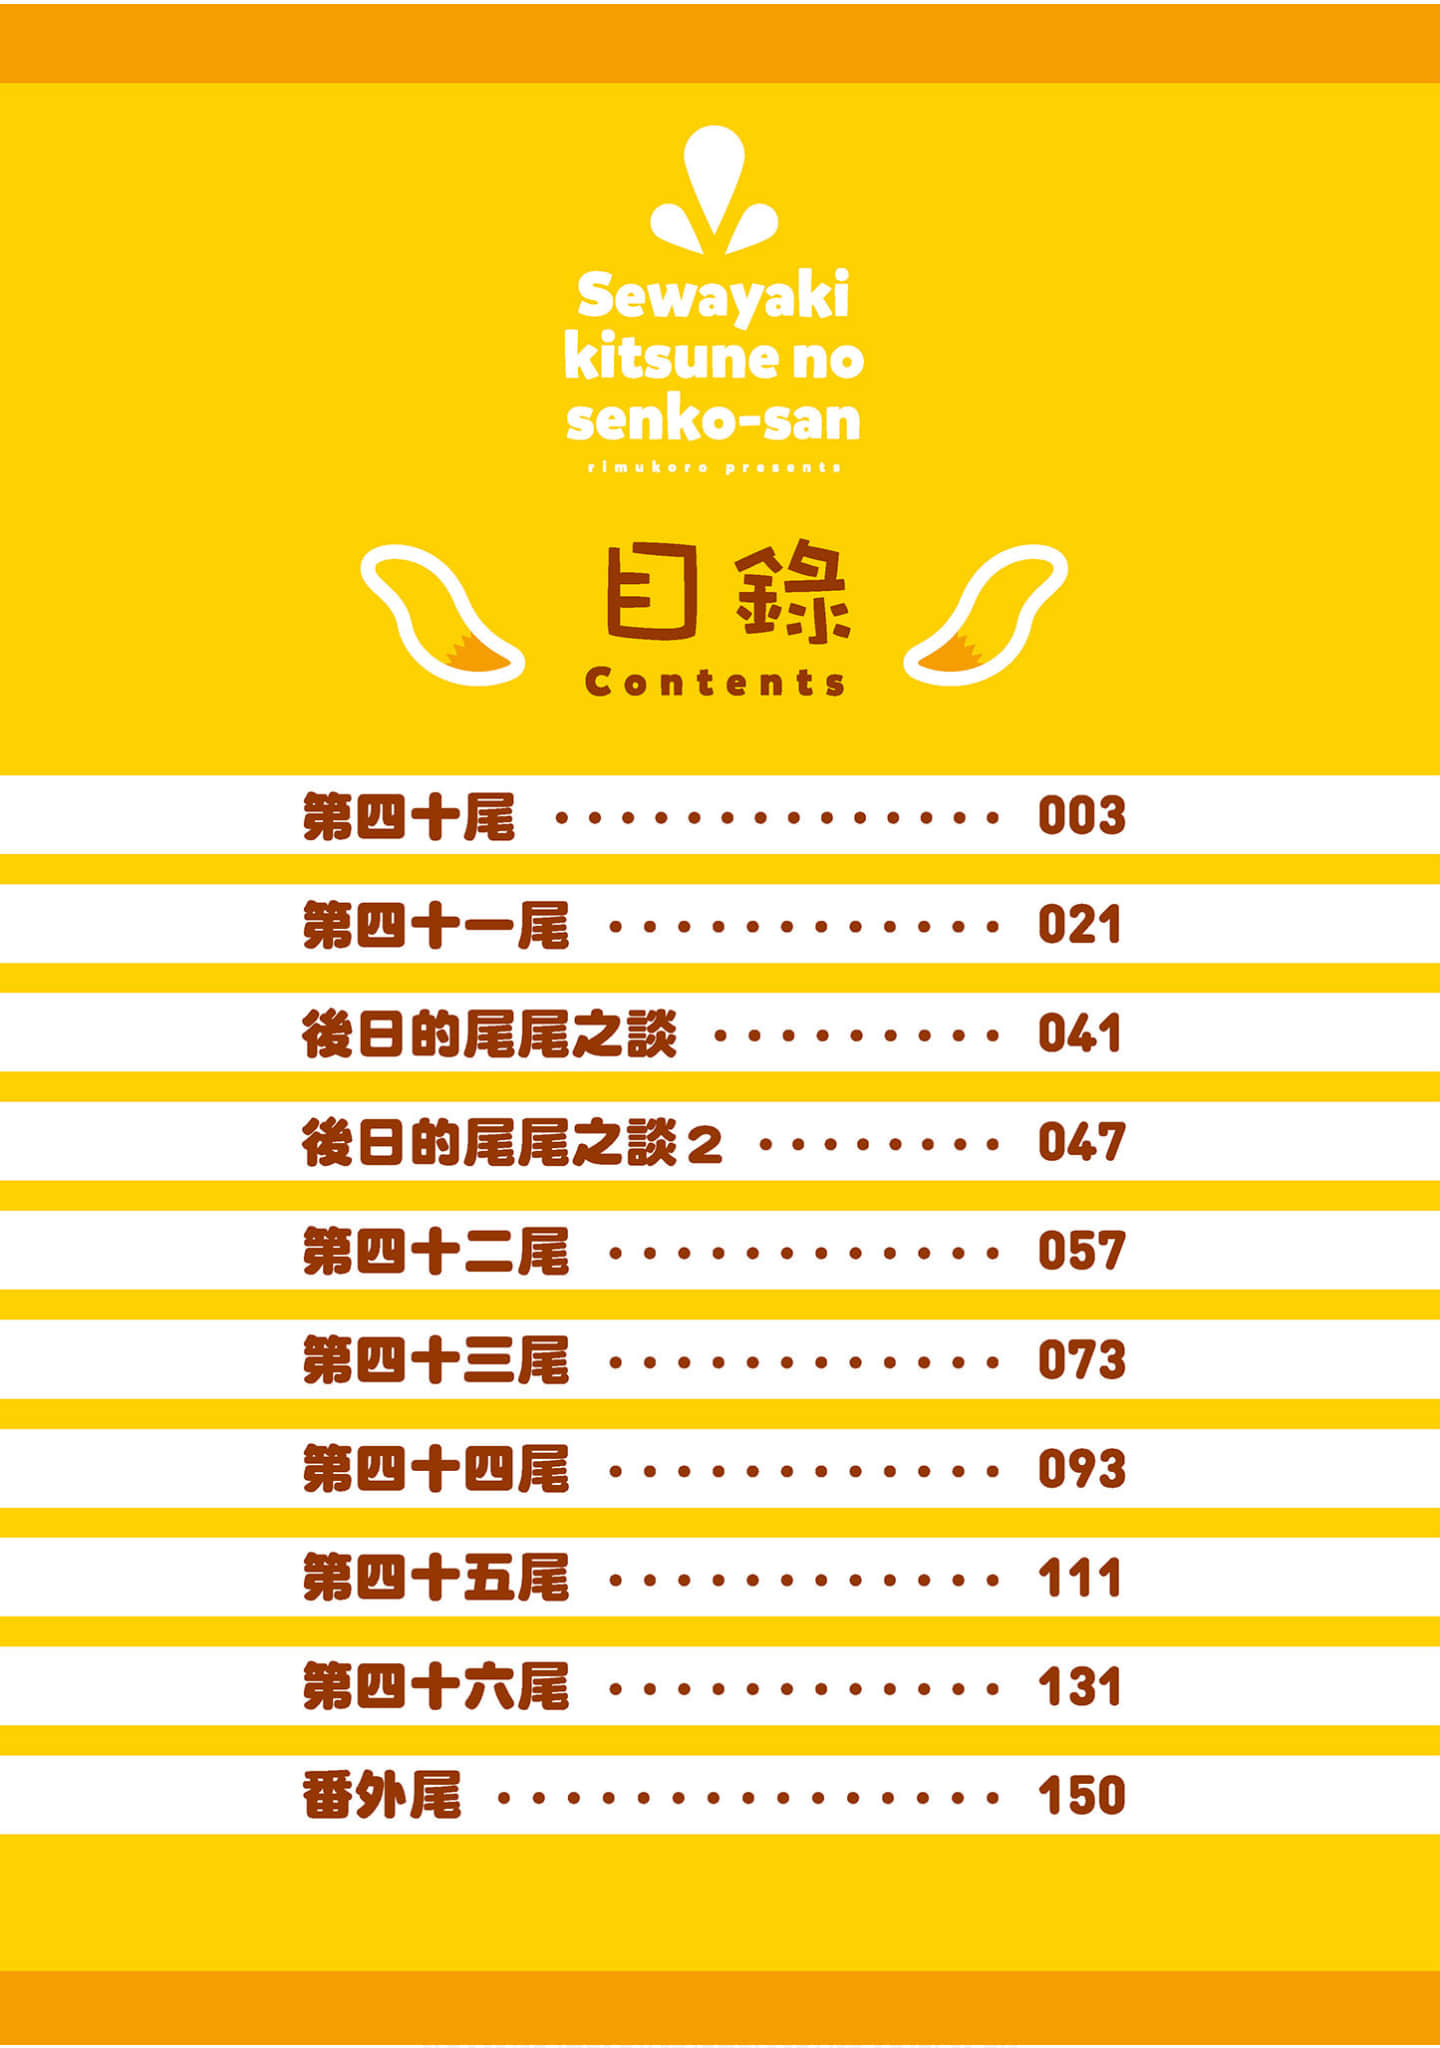 Sewayaki
kitsune no
senko-san
rimukoro presents
目錄
Contents
第四十尾 ・・・・・・・・・・・・・・ 003
第四十一尾 ・・・・・・・・・・・・ 021
後日的尾尾之談 ・・・・・・・・・ 041
後日的尾尾之談２ ・・・・・・・・ 047
第四十二尾 ・・・・・・・・・・・・ 057
第四十三尾 ・・・・・・・・・・・・ 073
第四十四尾 ・・・・・・・・・・・・ 093
第四十五尾 ・・・・・・・・・・・・ 111
第四十六尾 ・・・・・・・・・・・・ 131
番外尾 ・・・・・・・・・・・・・・・ 150